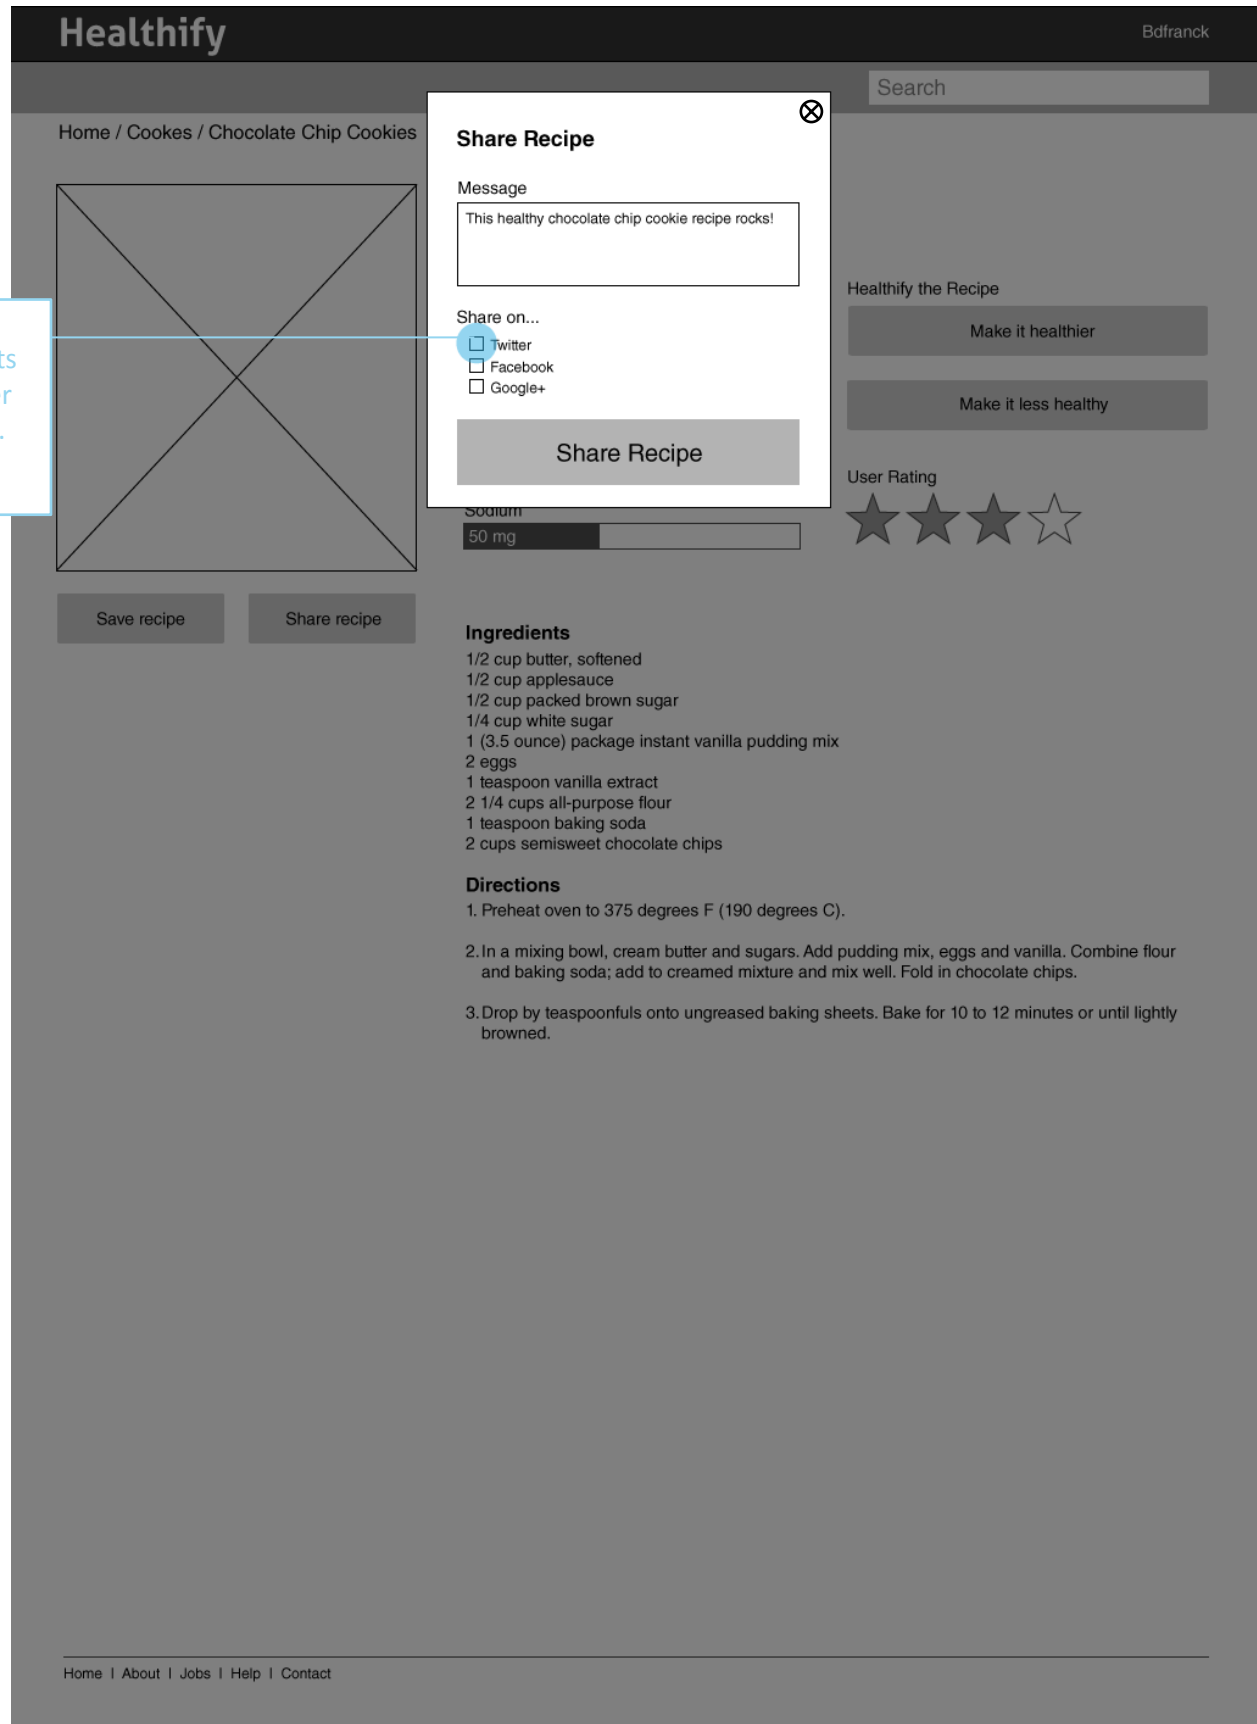 Healthify
Bdfranck
Search
Home / Cookes / Chocolate Chip Cookies
Share Recipe
Message
This healthy chocolate chip cookie recipe rocks!
Share on...
Twitter
Facebook
Google+
Share Recipe
Healthify the Recipe
Make it healthier
Make it less healthy
User Rating
Sodium
50 mg
Save recipe
Share recipe
Ingredients
1/2 cup butter, softened
1/2 cup applesauce
1/2 cup packed brown sugar
1/4 cup white sugar
1 (3.5 ounce) package instant vanilla pudding mix
2 eggs
1 teaspoon vanilla extract
2 1/4 cups all-purpose flour
1 teaspoon baking soda
2 cups semisweet chocolate chips
Directions
1. Preheat oven to 375 degrees F (190 degrees C).
2. In a mixing bowl, cream butter and sugars. Add pudding mix, eggs and vanilla. Combine flour
and baking soda; add to creamed mixture and mix well. Fold in chocolate chips.
3. Drop by teaspoonfuls onto ungreased baking sheets. Bake for 10 to 12 minutes or until lightly
browned.
Home | About | Jobs | Help | Contact